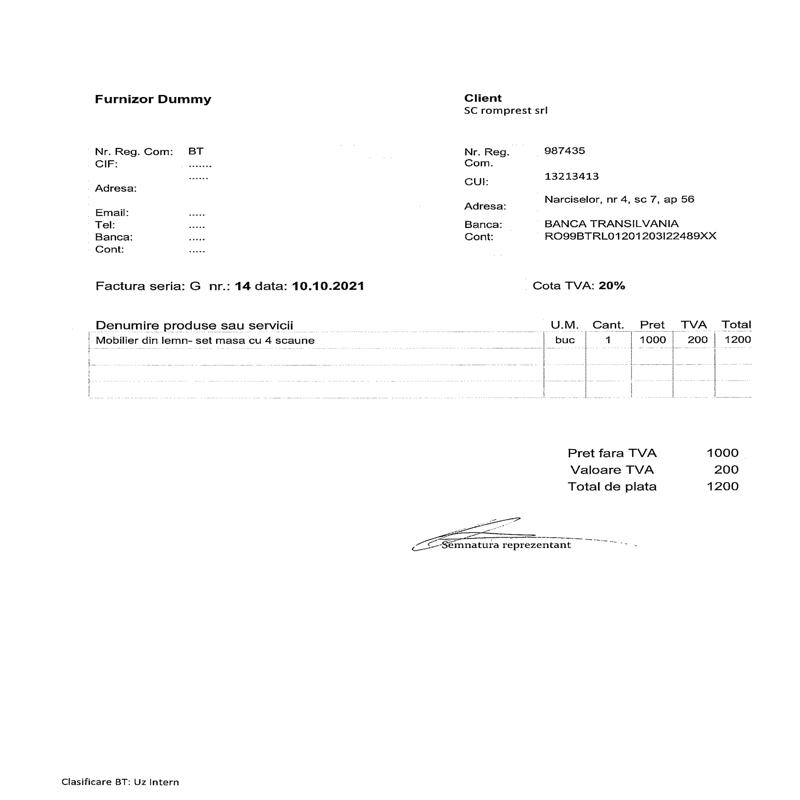 Furnizor Dummy
Client
SC romprest srl
Nr. Reg. Com: BT
CIF: .......
......
Adresa:
Email: .....
Tel: .....
Banca: .....
Cont: .....
Nr. Reg. Com. 987435
CUI: 13213413
Adresa: Narciselor, nr 4, sc 7, ap 56
Banca: BANCA TRANSILVANIA
Cont: RO99BTRL01201203I22489XX
Factura seria: G nr.: 14 data: 10.10.2021
Cota TVA: 20%
Denumire produse sau servicii U.M. Cant. Pret TVA Total
Mobilier din lemn- set masa cu 4 scaune buc 1 1000 200 1200
Pret fara TVA 1000
Valoare TVA 200
Total de plata 1200
Semnatura reprezentant
Clasificare BT: Uz Intern